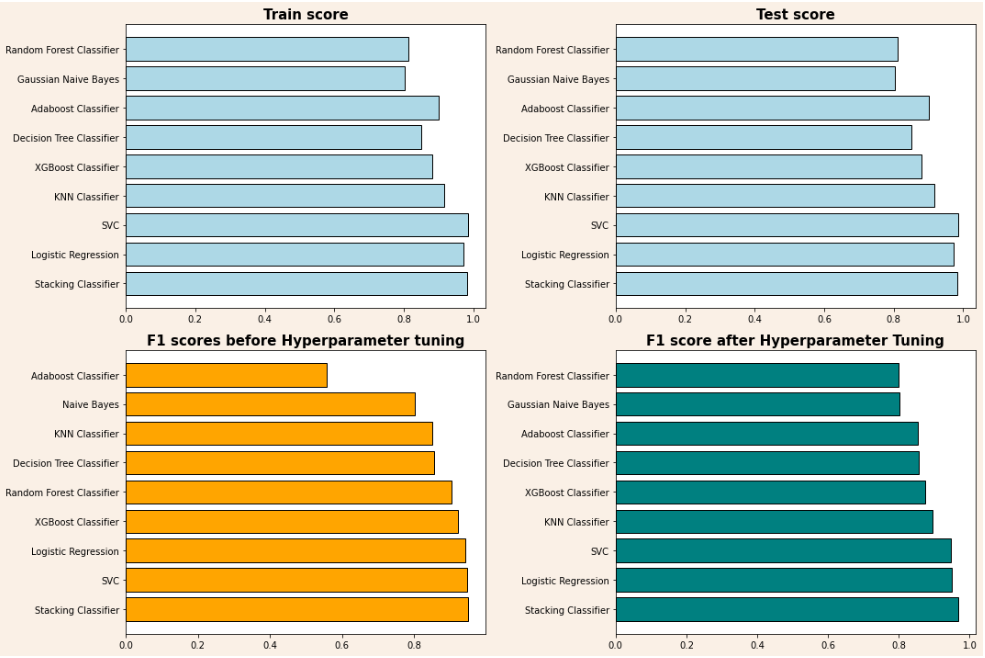 Train score
Random Forest Classifier
Gaussian Naive Bayes
Adaboost Classifier
Decision Tree Classifier
XGBoost Classifier
KNN Classifier
SVC
Logistic Regression
Stacking Classifier
0.0 0.2 0.4 0.6 0.8 1.0
Test score
Random Forest Classifier
Gaussian Naive Bayes
Adaboost Classifier
Decision Tree Classifier
XGBoost Classifier
KNN Classifier
SVC
Logistic Regression
Stacking Classifier
0.0 0.2 0.4 0.6 0.8 1.0
F1 scores before Hyperparameter tuning
Adaboost Classifier
Naive Bayes
KNN Classifier
Decision Tree Classifier
Random Forest Classifier
XGBoost Classifier
Logistic Regression
SVC
Stacking Classifier
0.0 0.2 0.4 0.6 0.8
F1 score after Hyperparameter Tuning
Random Forest Classifier
Gaussian Naive Bayes
Adaboost Classifier
Decision Tree Classifier
XGBoost Classifier
KNN Classifier
SVC
Logistic Regression
Stacking Classifier
0.0 0.2 0.4 0.6 0.8 1.0